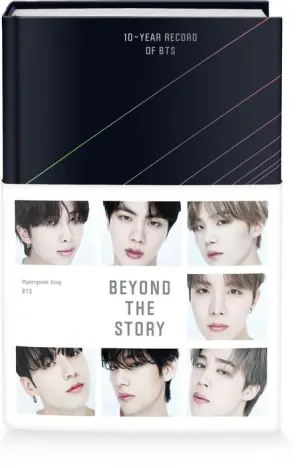 10-YEAR RECORD
OF BTS
Myeongseok Kang
BTS
BEYOND
THE
STORY